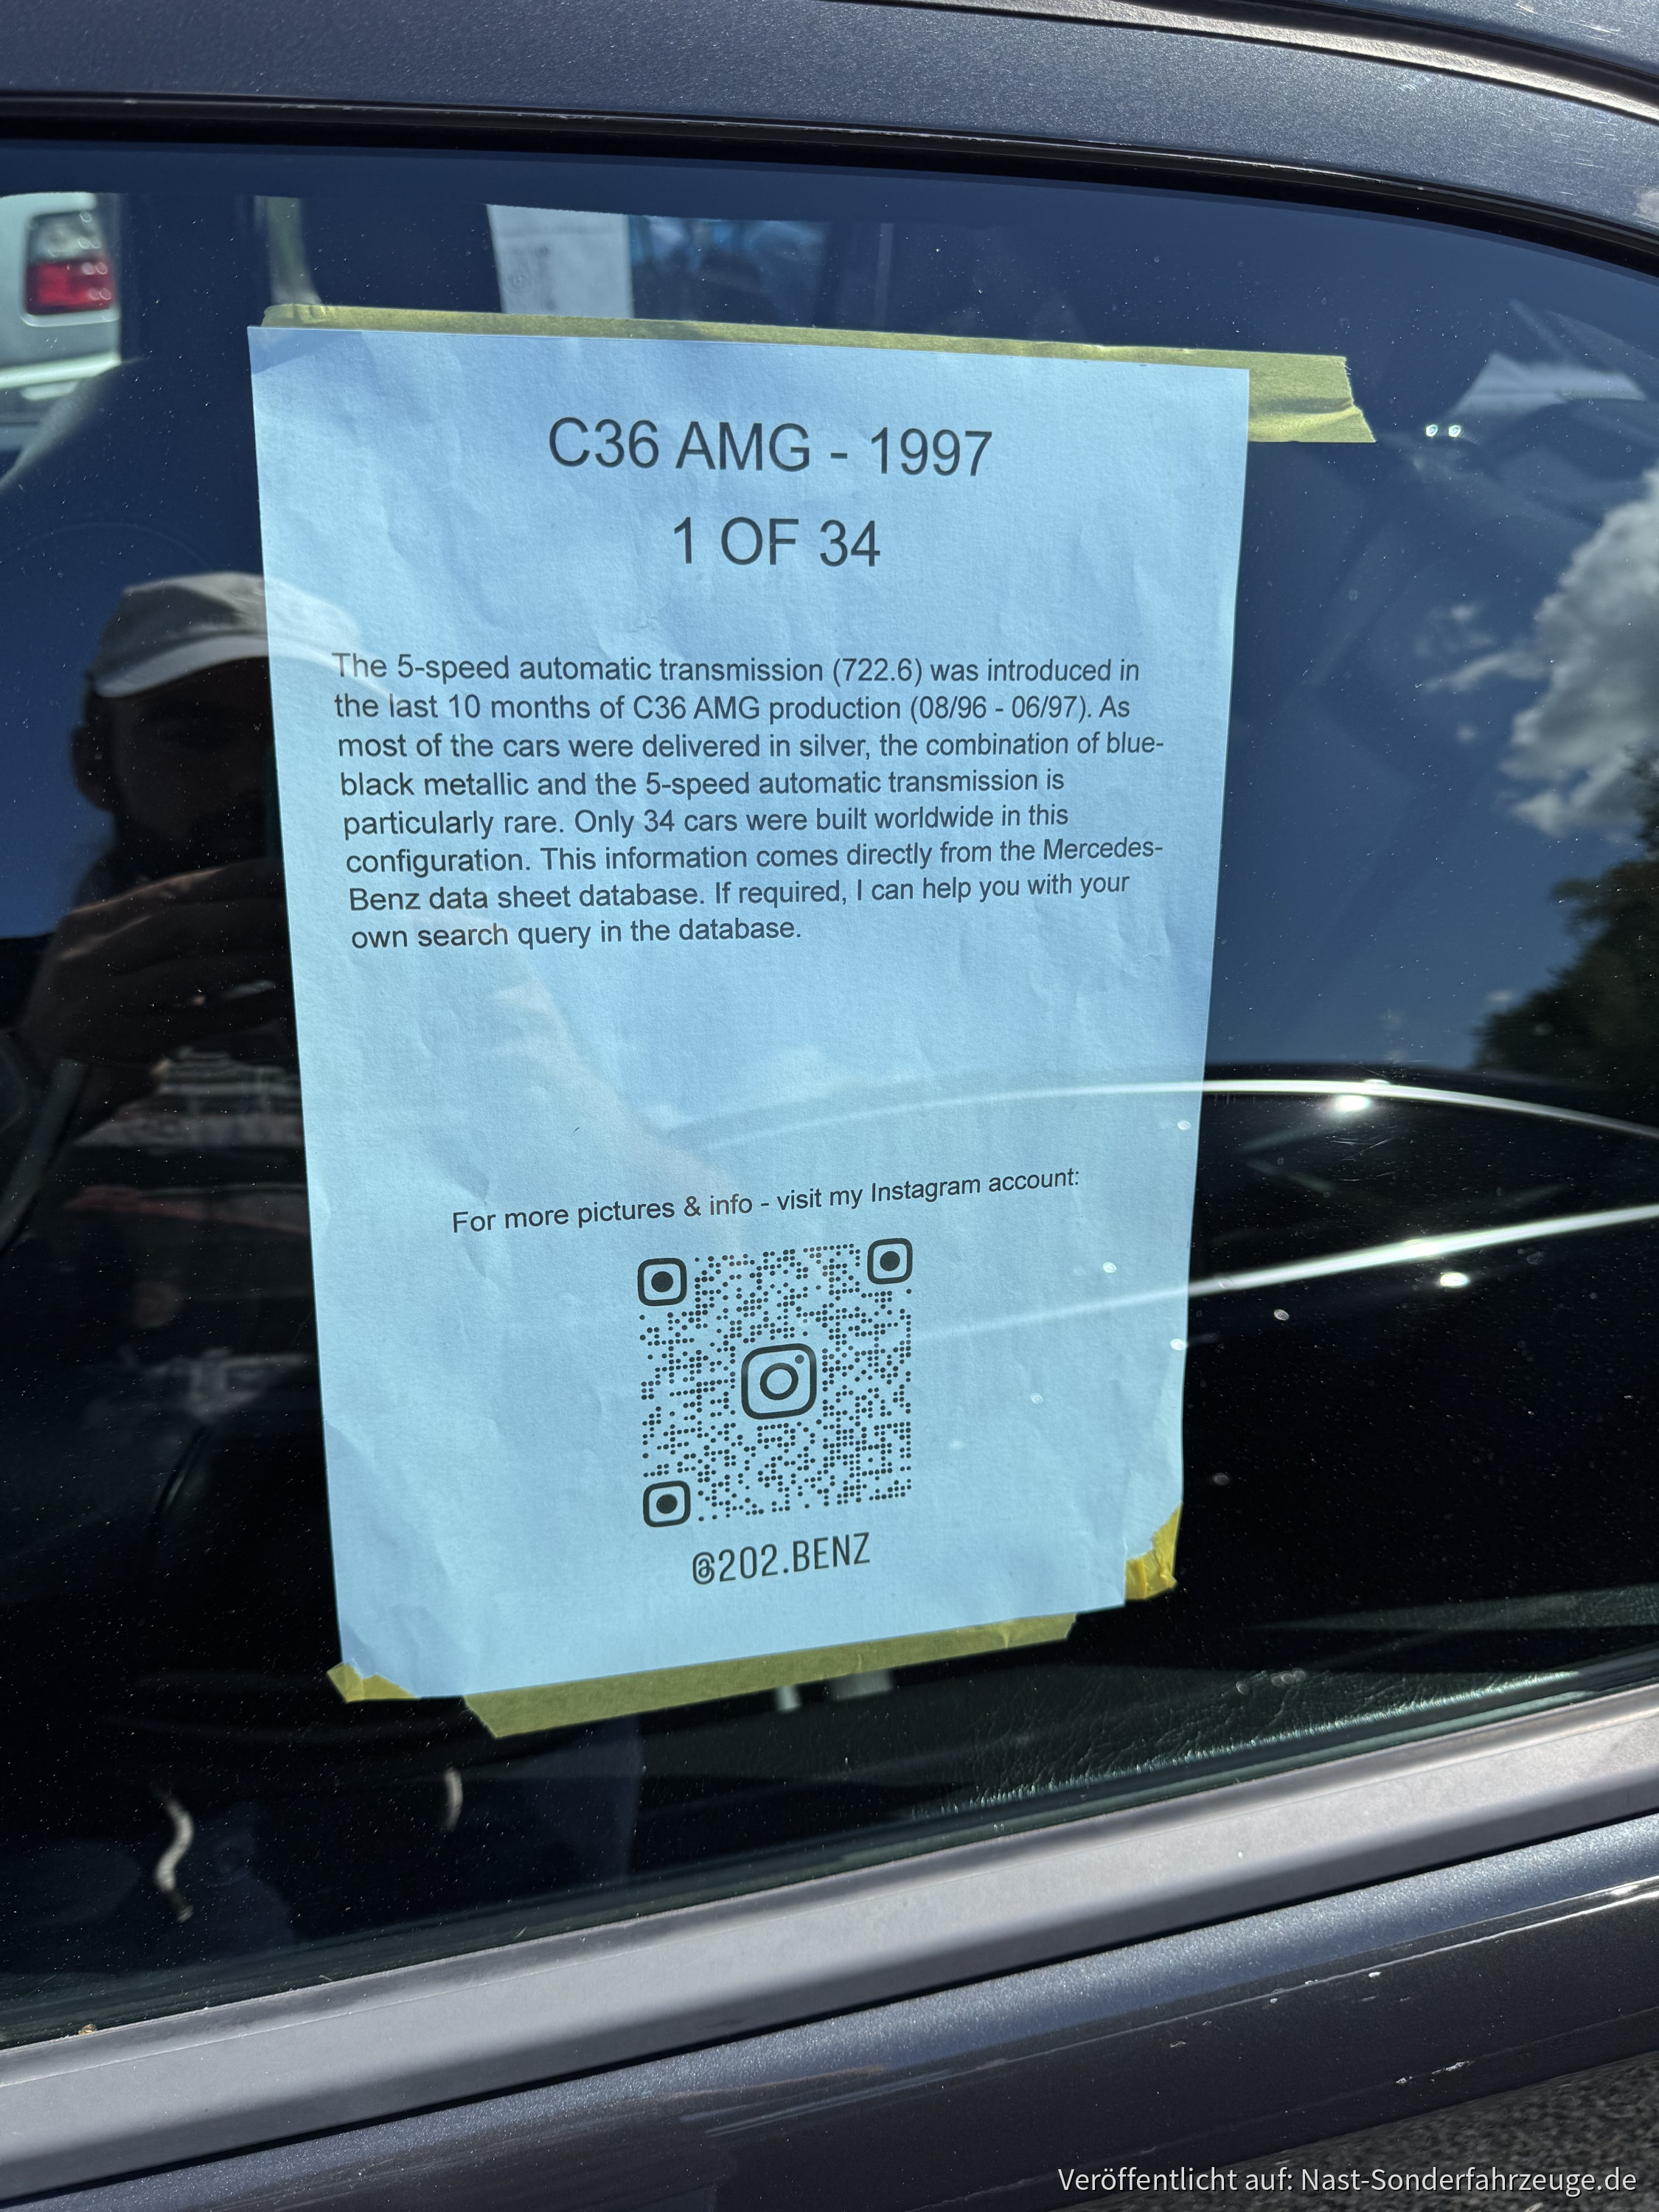 C36 AMG - 1997
1 OF 34
The 5-speed automatic transmission (722.6) was introduced in
the last 10 months of C36 AMG production (08/96 - 06/97). As
most of the cars were delivered in silver, the combination of blue-
black metallic and the 5-speed automatic transmission is
particularly rare. Only 34 cars were built worldwide in this
configuration. This information comes directly from the Mercedes-
Benz data sheet database. If required, I can help you with your
own search query in the database.
For more pictures & info - visit my Instagram account:
@202.BENZ
Veröffentlicht auf: Nast-Sonderfahrzeuge.de